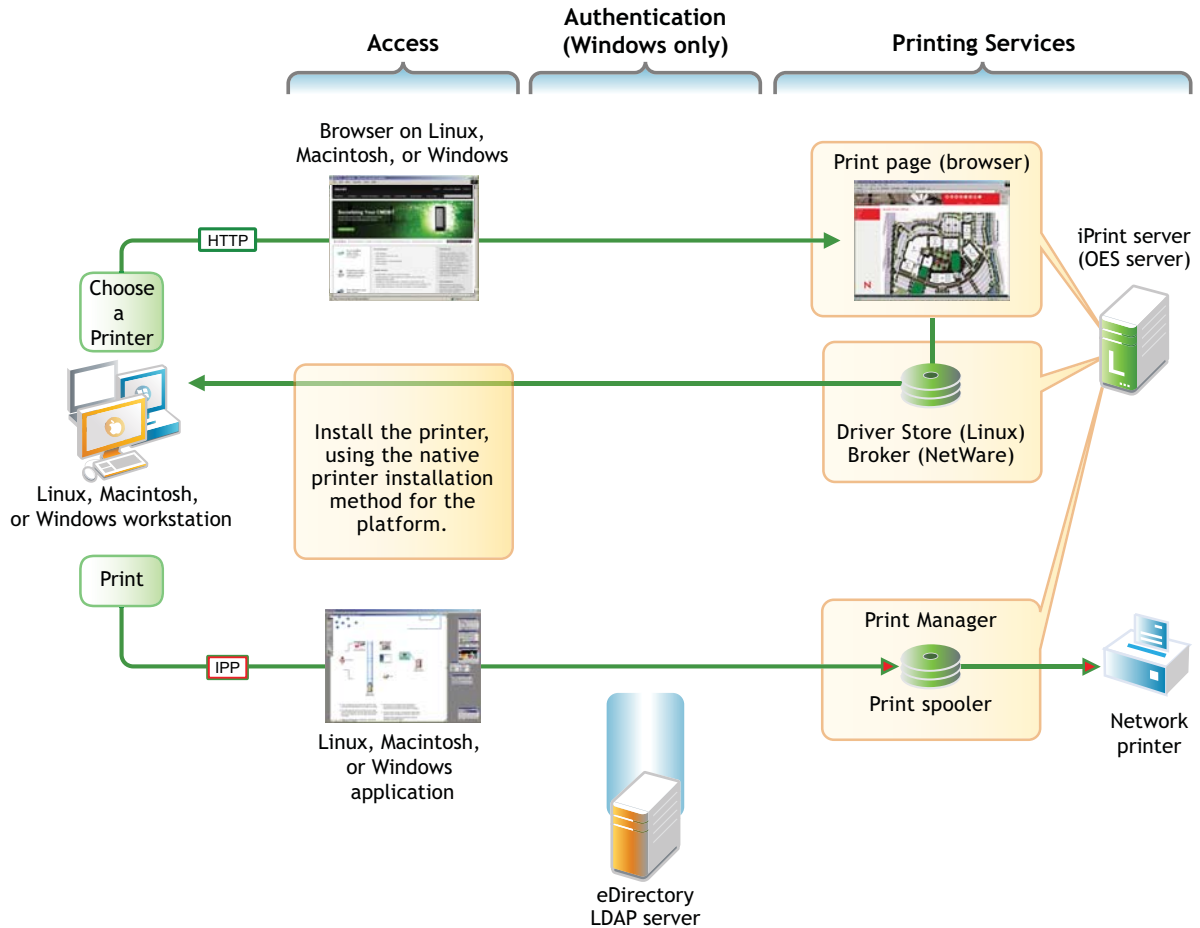 Access
Authentication
(Windows only)
Printing Services
Browser on Linux,
Macintosh, or Windows
Print page (browser)
HTTP
iPrint server
(OES server)
Choose
a
Printer
Install the printer,
using the native
printer installation
method for the
platform.
Driver Store (Linux)
Broker (NetWare)
L
Linux, Macintosh,
or Windows workstation
Print
IPP
Print Manager
Print spooler
Linux, Macintosh,
or Windows
application
Network
printer
eDirectory
LDAP server
N